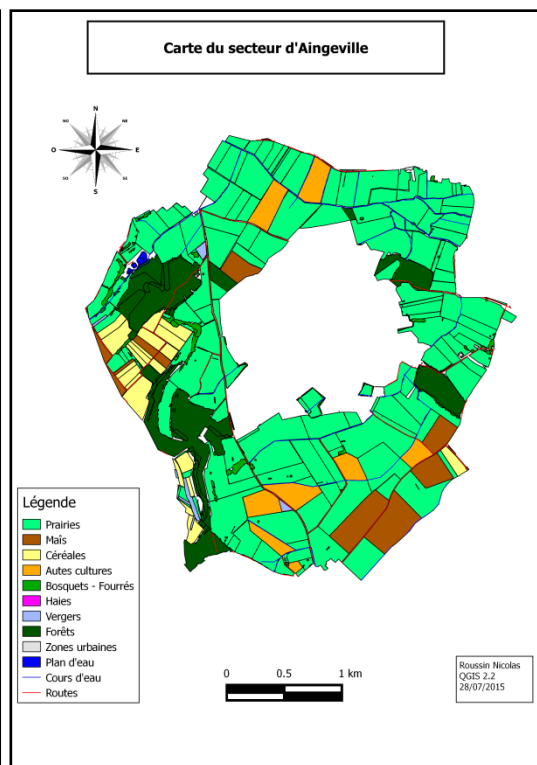 Carte du secteur d'Aingeville
N
NO
NE
O
E
SO
SE
S
Légende
Prairies
Maîs
Céréales
Autes cultures
Bosquets - Fourrés
Haies
Vergers
Forêts
Zones urbaines
Plan d'eau
Cours d'eau
Routes
0 0.5 1 km
Roussin Nicolas
QGIS 2.2
28/07/2015